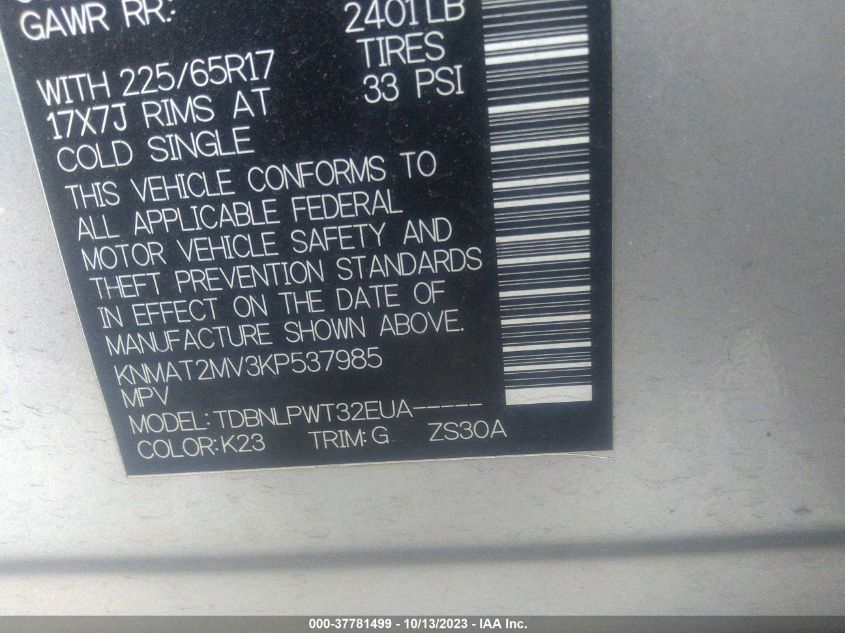 GAWR RR: 2401LB
WITH 225/65R17 TIRES
17X7J RIMS AT 33 PSI
COLD SINGLE
THIS VEHICLE CONFORMS TO
ALL APPLICABLE FEDERAL
MOTOR VEHICLE SAFETY AND
THEFT PREVENTION STANDARDS
IN EFFECT ON THE DATE OF
MANUFACTURE SHOWN ABOVE.
KNMAT2MV3KP537985
MPV
MODEL: TDBNLPWT32EUA-----
COLOR: K23 TRIM: G ZS30A
000-37781499 - 10/13/2023 - IAA Inc.